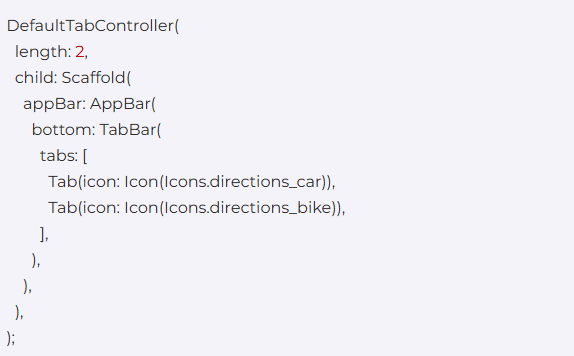 DefaultTabController(
  length: 2,
  child: Scaffold(
    appBar: AppBar(
      bottom: TabBar(
        tabs: [
          Tab(icon: Icon(Icons.directions_car)),
          Tab(icon: Icon(Icons.directions_bike)),
        ],
      ),
    ),
  ),
);